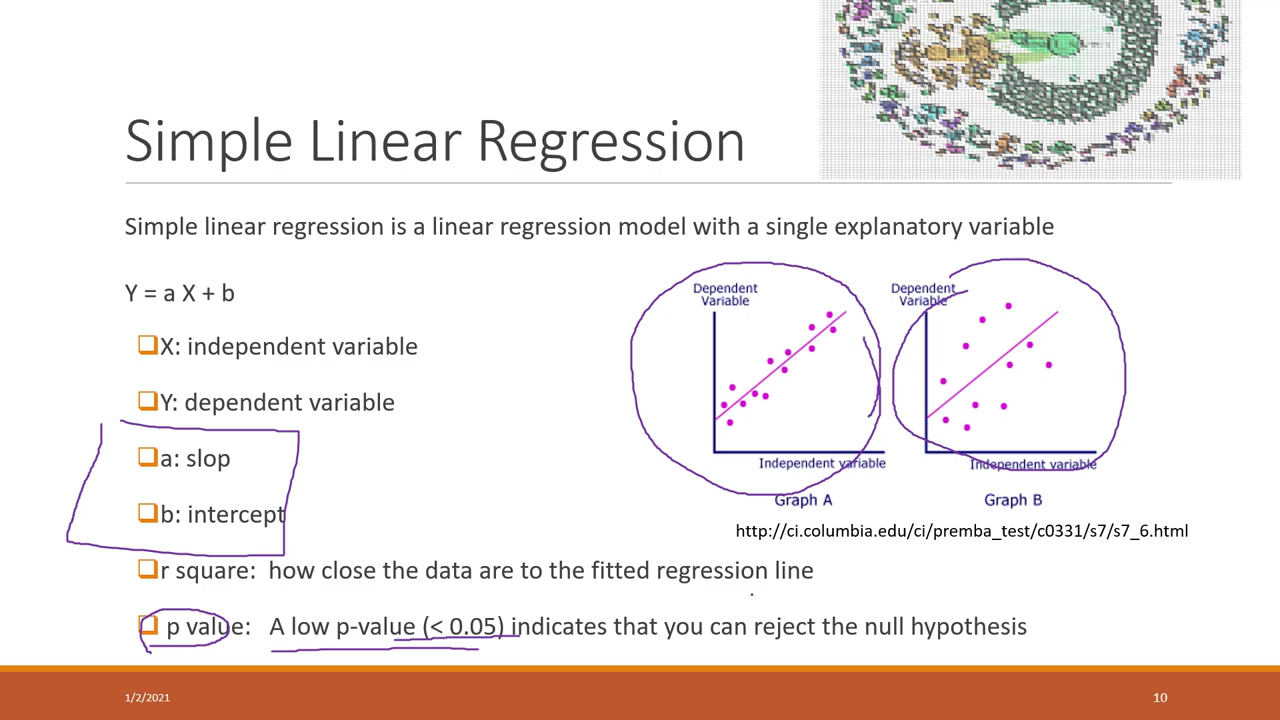 Simple Linear Regression
Simple linear regression is a linear regression model with a single explanatory variable
Y = a X + b
X: independent variable
Y: dependent variable
a: slop
b: intercept
r square: how close the data are to the fitted regression line
p value: A low p-value (< 0.05) indicates that you can reject the null hypothesis
Dependent
Variable
Independent variable
Graph A
Dependent
Variable
Independent variable
Graph B
http://ci.columbia.edu/ci/premba_test/c0331/s7/s7_6.html
1/2/2021
10